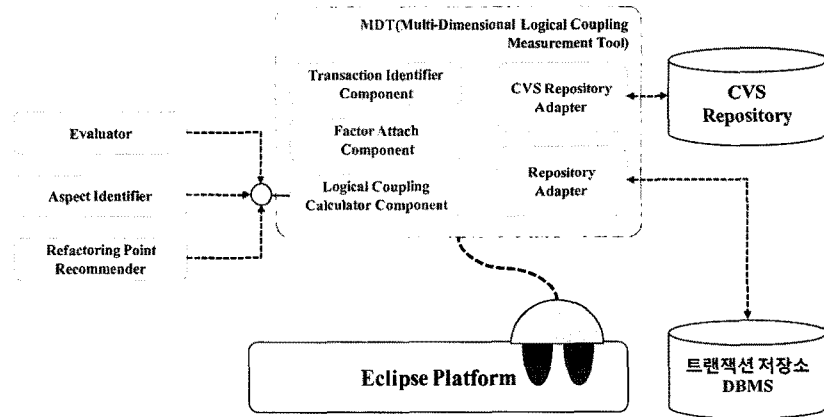 MDT(Multi-Dimensional Logical Coupling
Measurement Tool)
Transaction Identifier
Component
CVS Repository
Adapter
CVS
Repository
Evaluator
Factor Attach
Component
Aspect Identifier
Logical Coupling
Calculator Component
Repository
Adapter
Refactoring Point
Recommender
Eclipse Platform
트랜잭션 저장소
DBMS